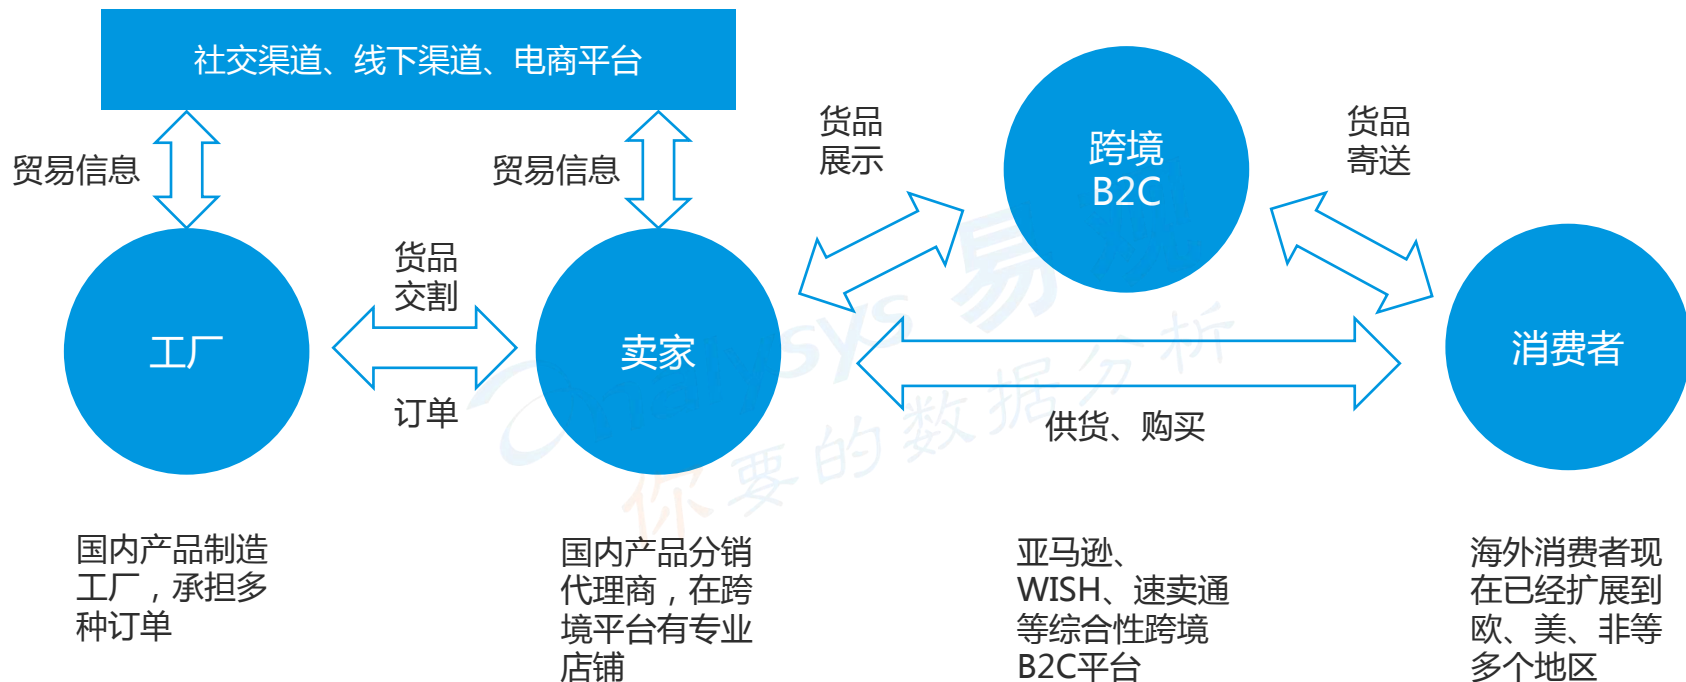 社交渠道、线下渠道、电商平台
贸易信息
贸易信息
货品
展示
跨境
B2C
货品
寄送
工厂
货品
交割
订单
卖家
供货、购买
消费者
国内产品制造
工厂，承担多
种订单
国内产品分销
代理商，在跨
境平台有专业
店铺
亚马逊、
WISH、速卖通
等综合性跨境
B2C平台
海外消费者现
在已经扩展到
欧、美、非等
多个地区
你要的数据分析